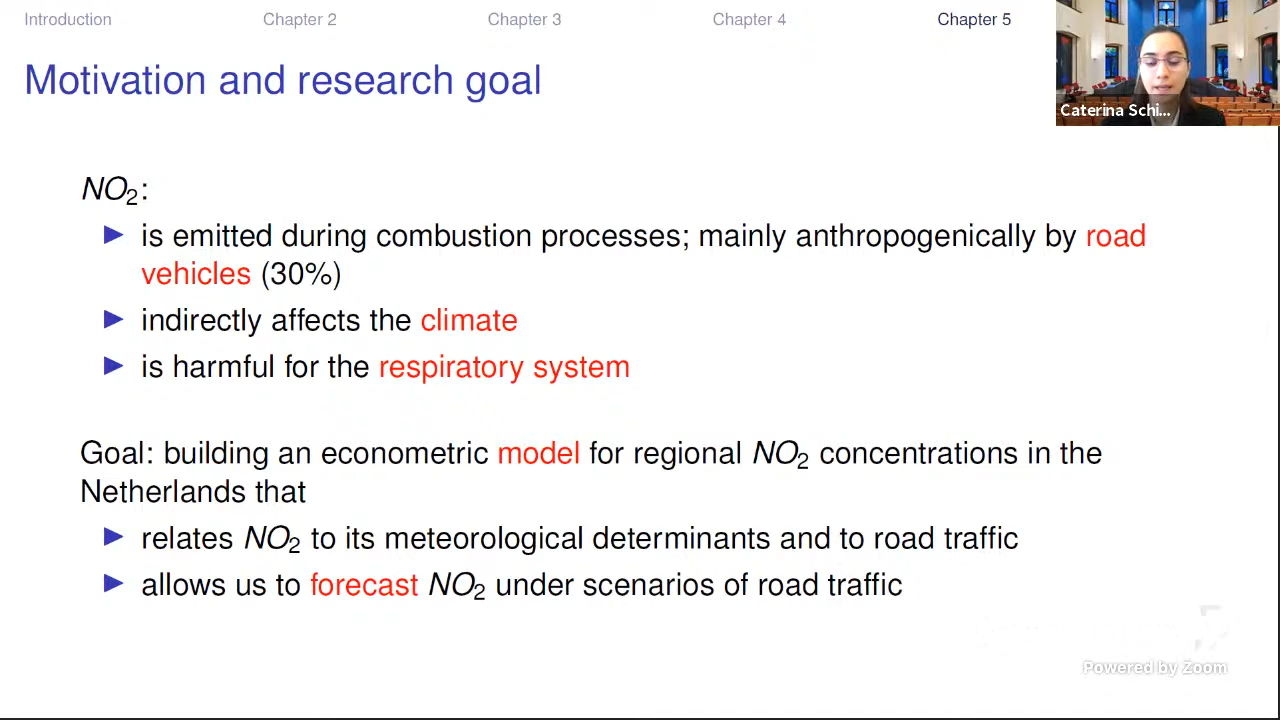 Introduction Chapter 2 Chapter 3 Chapter 4 Chapter 5
Motivation and research goal
Caterina Schi...
NO₂:
is emitted during combustion processes; mainly anthropogenically by road
vehicles (30%)
indirectly affects the climate
is harmful for the respiratory system
Goal: building an econometric model for regional NO₂ concentrations in the
Netherlands that
relates NO₂ to its meteorological determinants and to road traffic
allows us to forecast NO₂ under scenarios of road traffic
Powered by Zoom